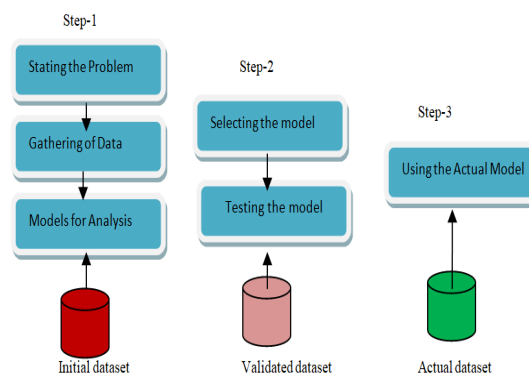 Step-1
Stating the Problem
Gathering of Data
Models for Analysis
Initial dataset
Step-2
Selecting the model
Testing the model
Validated dataset
Step-3
Using the Actual Model
Actual dataset